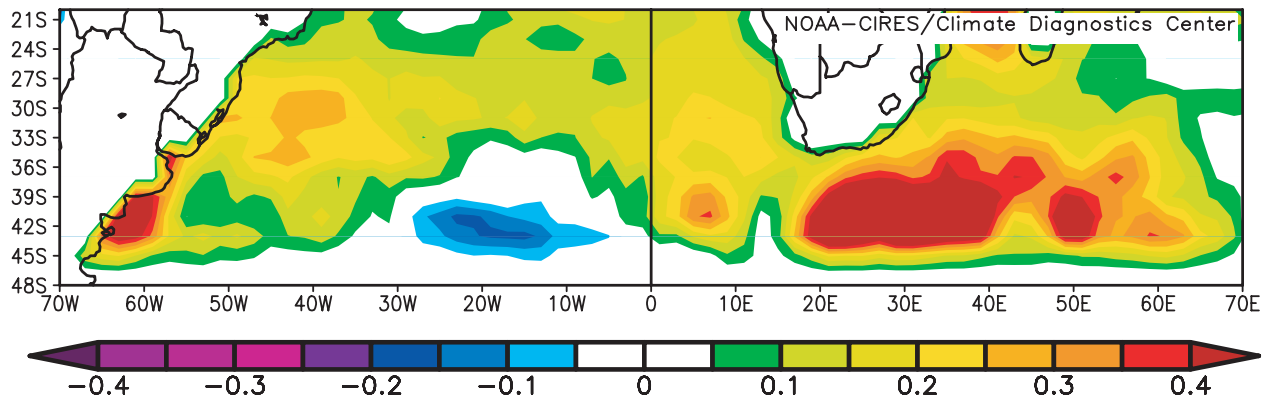 NOAA-CIRES/Climate Diagnostics Center
21S
24S
27S
30S
33S
36S
39S
42S
45S
48S
70W 60W 50W 40W 30W 20W 10W 0 10E 20E 30E 40E 50E 60E 70E
-0.4 -0.3 -0.2 -0.1 0 0.1 0.2 0.3 0.4